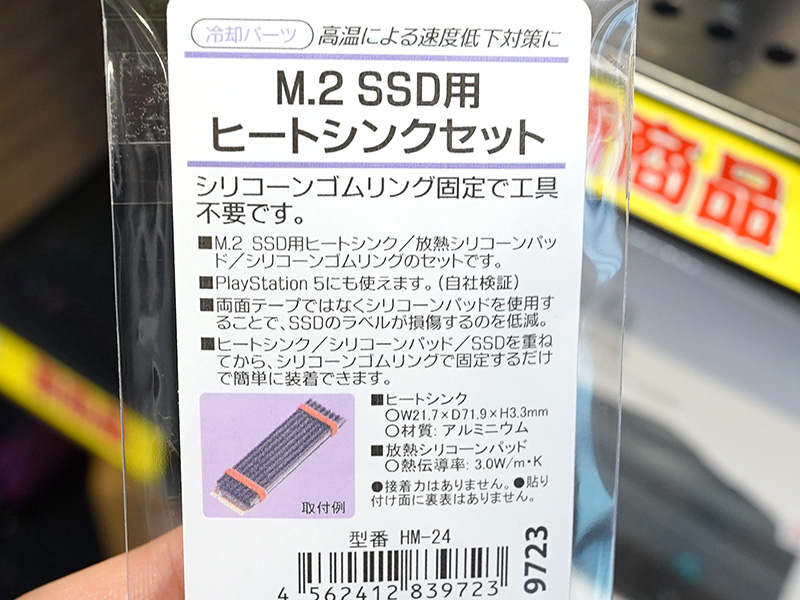 冷却パーツ 高温による速度低下対策に
M.2 SSD用
ヒートシンクセット
シリコーンゴムリング固定で工具
不要です。
■M.2 SSD用ヒートシンク／放熱シリコーンパッ
ド／シリコーンゴムリングのセットです。
■PlayStation 5にも使えます。(自社検証)
■両面テープではなくシリコーンパッドを使用す
ることで、SSDのラベルが損傷するのを低減。
■ヒートシンク／シリコーンパッド／SSDを重ね
てから、シリコーンゴムリングで固定するだけ
で簡単に装着できます。
■ヒートシンク
○W21.7×D71.9×H3.3mm
○材質: アルミニウム
■放熱シリコーンパッド
○熱伝導率: 3.0W/m・K
●接着力はありません。●貼り
付け面に裏表はありません。
取付例
型番 HM-24
4 562412 839723
9723
商品